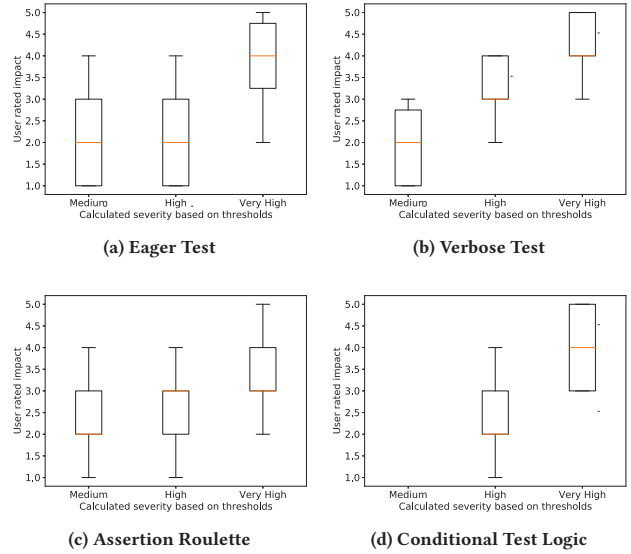 5.0
4.5
4.0
3.5
3.0
2.5
2.0
1.5
1.0
User rated impact
Medium High Very High
Calculated severity based on thresholds
(a) Eager Test
5.0
4.5
4.0
3.5
3.0
2.5
2.0
1.5
1.0
User rated impact
Medium High Very High
Calculated severity based on thresholds
(b) Verbose Test
5.0
4.5
4.0
3.5
3.0
2.5
2.0
1.5
1.0
User rated impact
Medium High Very High
Calculated severity based on thresholds
(c) Assertion Roulette
5.0
4.5
4.0
3.5
3.0
2.5
2.0
1.5
1.0
User rated impact
Medium High Very High
Calculated severity based on thresholds
(d) Conditional Test Logic